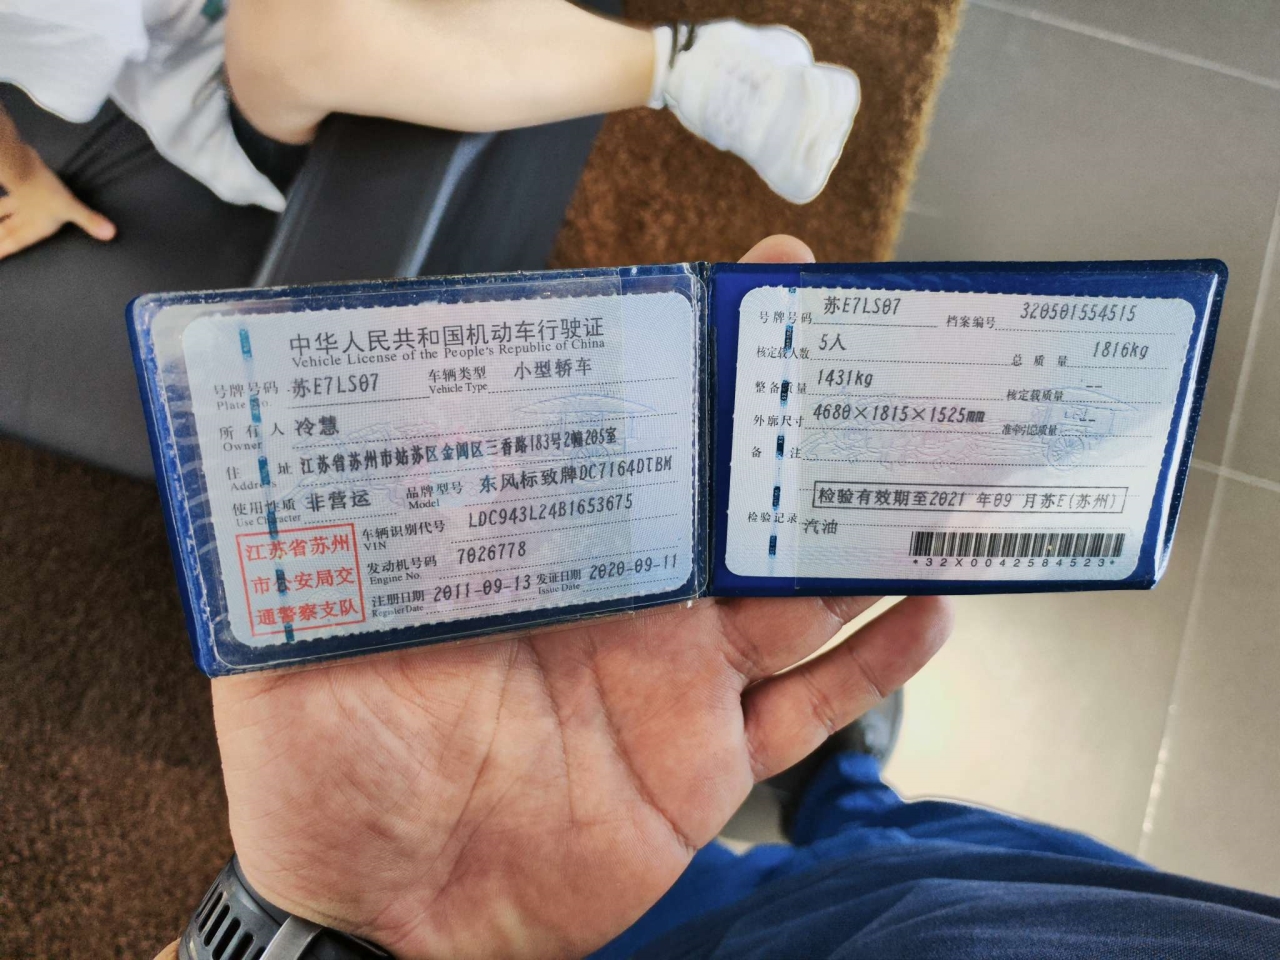 中华人民共和国机动车行驶证
Vehicle License of the People's Republic of China
号牌号码 苏E7LS07 车辆类型 小型轿车
Plate No. Vehicle Type
所有人 冷慧
Owner
住址 江苏省苏州市姑苏区金阊区三香路183号2幢205室
Address
使用性质 非营运 品牌型号 东风标致牌DC7164DTBM
Use Character Model
车辆识别代号 LDC943L24B1653675
VIN
发动机号码 7026778
Engine No.
注册日期 2011-09-13 发证日期 2020-09-11
Register Date Issue Date
江苏省苏州
市公安局交
通警察支队
号牌号码 苏E7LS07 档案编号 320501554515
核定载人数 5人 总质量 1816kg
整备质量 1431kg 核定载质量 --
外廓尺寸 4680×1815×1525mm 准牵引总质量 --
备注
检验有效期至2021年09月苏E(苏州)
检验记录 汽油
*32X0042584523*